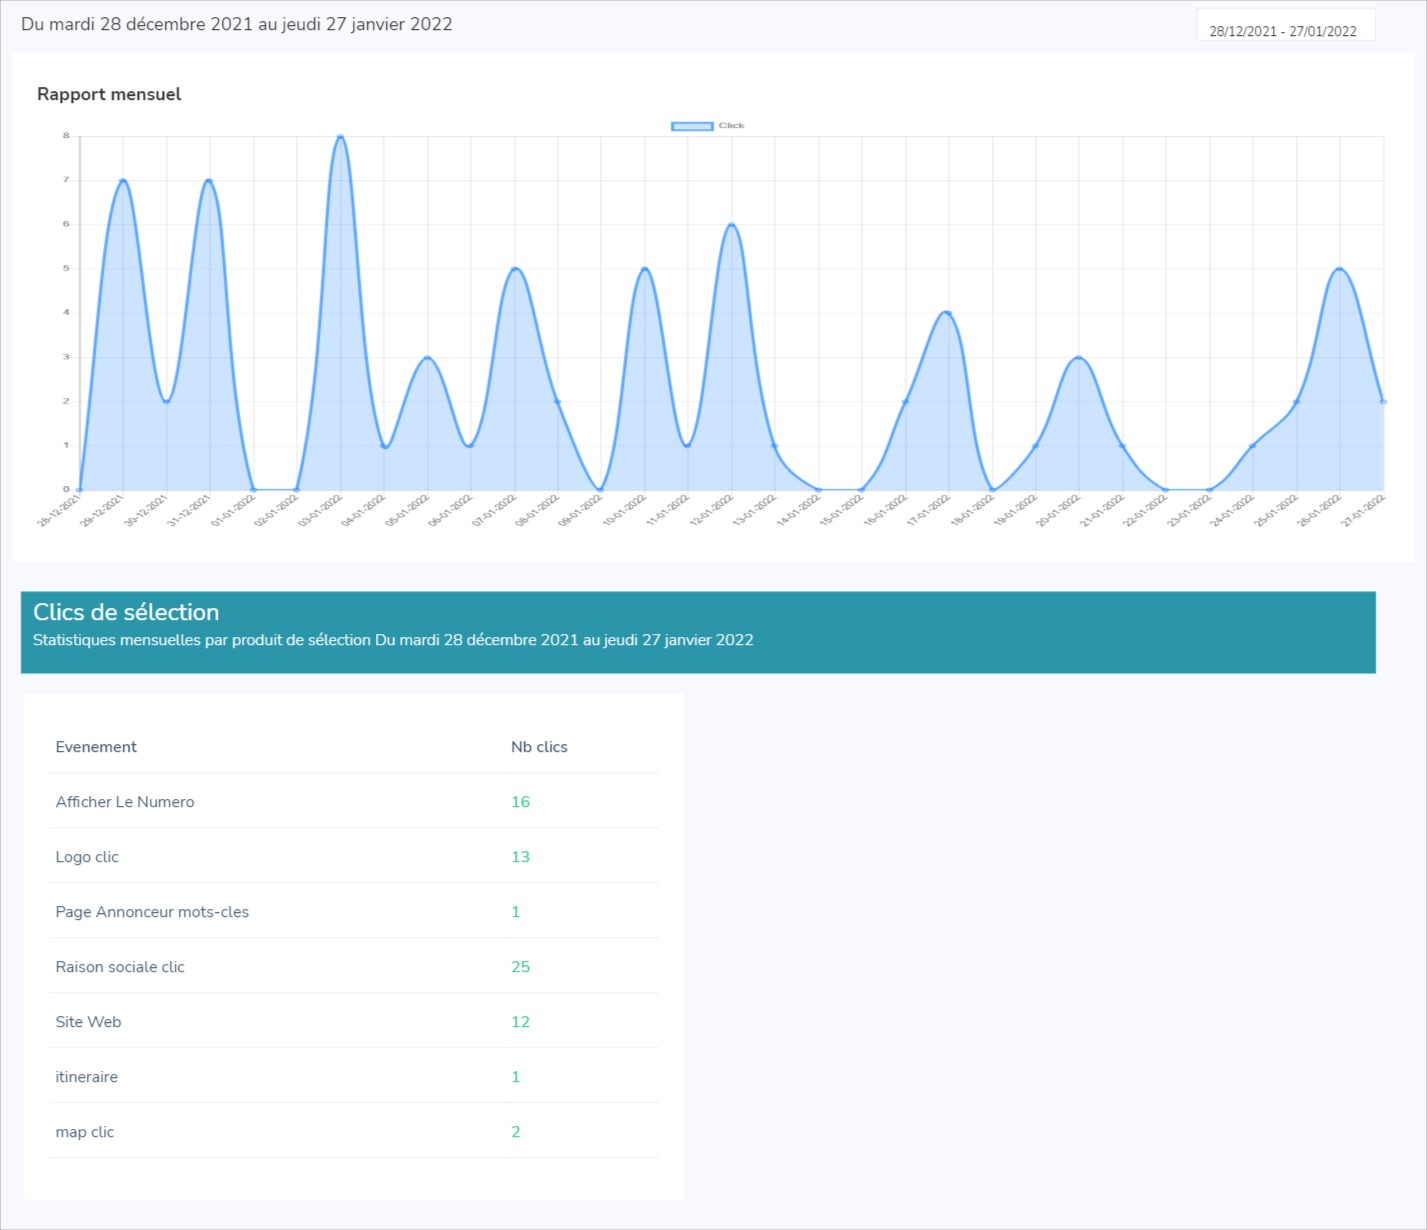 Du mardi 28 décembre 2021 au jeudi 27 janvier 2022
28/12/2021 - 27/01/2022
Rapport mensuel
Click
8
7
6
5
4
3
2
1
0
28-12-2021
29-12-2021
30-12-2021
31-12-2021
01-01-2022
02-01-2022
03-01-2022
04-01-2022
05-01-2022
06-01-2022
07-01-2022
08-01-2022
09-01-2022
10-01-2022
11-01-2022
12-01-2022
13-01-2022
14-01-2022
15-01-2022
16-01-2022
17-01-2022
18-01-2022
19-01-2022
20-01-2022
21-01-2022
22-01-2022
23-01-2022
24-01-2022
25-01-2022
26-01-2022
27-01-2022
Clics de sélection
Statistiques mensuelles par produit de sélection Du mardi 28 décembre 2021 au jeudi 27 janvier 2022
Evenement Nb clics
Afficher Le Numero 16
Logo clic 13
Page Annonceur mots-cles 1
Raison sociale clic 25
Site Web 12
itineraire 1
map clic 2